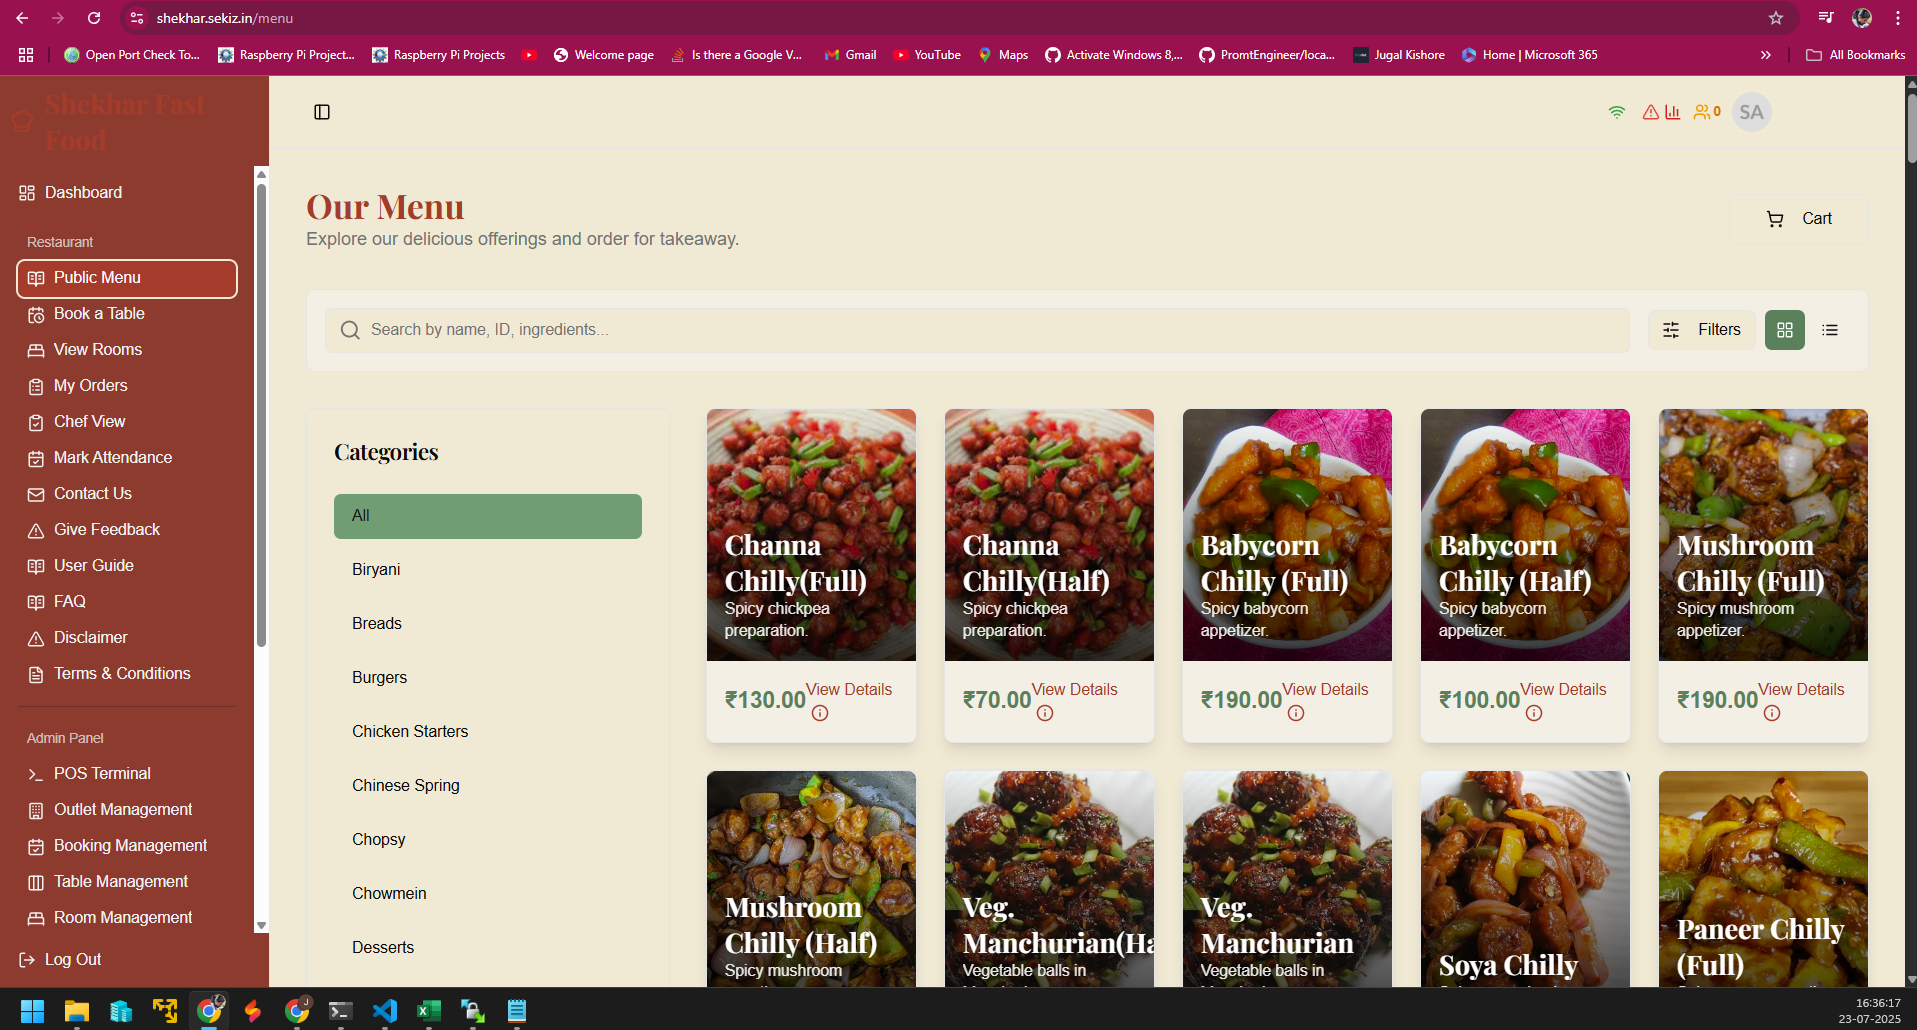 shekhar.sekiz.in/menu
Open Port Check To...
Raspberry Pi Project...
Raspberry Pi Projects
Welcome page
Is there a Google V...
Gmail
YouTube
Maps
Activate Windows 8,...
PromtEngineer/loca...
Jugal Kishore
Home | Microsoft 365
All Bookmarks
Shekhar Fast
Food
Dashboard
Restaurant
Public Menu
Book a Table
View Rooms
My Orders
Chef View
Mark Attendance
Contact Us
Give Feedback
User Guide
FAQ
Disclaimer
Terms & Conditions
Admin Panel
POS Terminal
Outlet Management
Booking Management
Table Management
Room Management
Log Out
0
SA
Our Menu
Explore our delicious offerings and order for takeaway.
Cart
Search by name, ID, ingredients...
Filters
Categories
All
Biryani
Breads
Burgers
Chicken Starters
Chinese Spring
Chopsy
Chowmein
Desserts
Channa
Chilly(Full)
Spicy chickpea
preparation.
₹130.00
View Details
Channa
Chilly(Half)
Spicy chickpea
preparation.
₹70.00
View Details
Babycorn
Chilly (Full)
Spicy babycorn
appetizer.
₹190.00
View Details
Babycorn
Chilly (Half)
Spicy babycorn
appetizer.
₹100.00
View Details
Mushroom
Chilly (Full)
Spicy mushroom
appetizer.
₹190.00
View Details
Mushroom
Chilly (Half)
Spicy mushroom
Veg.
Manchurian(Ha
Vegetable balls in
Veg.
Manchurian
Vegetable balls in
Soya Chilly
Paneer Chilly
(Full)
16:36:17
23-07-2025